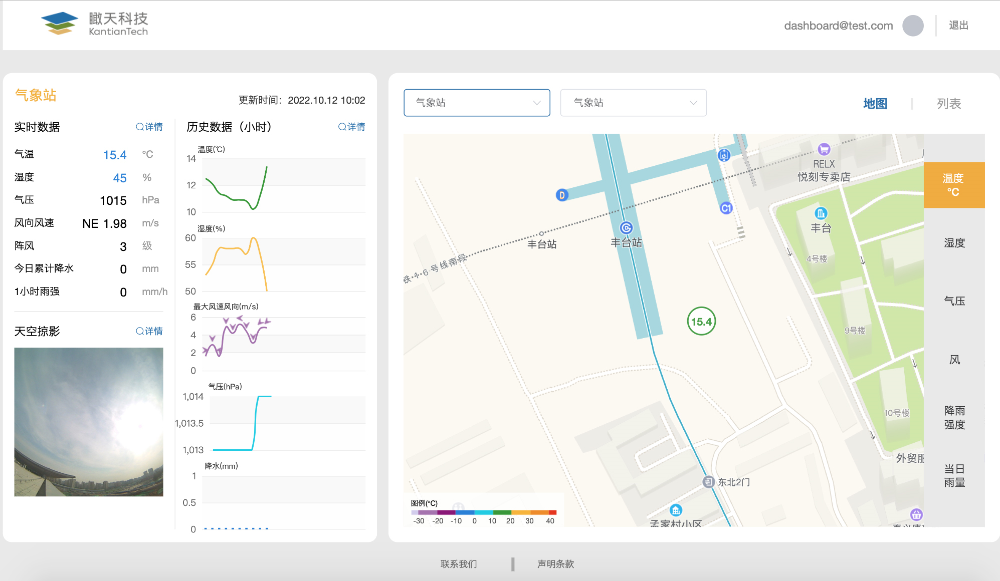 瞰天科技
KantianTech
dashboard@test.com
退出
气象站
更新时间：2022.10.12 10:02
实时数据
详情
气温 15.4 °C
湿度 45 %
气压 1015 hPa
风向风速 NE 1.98 m/s
阵风 3 级
今日累计降水 0 mm
1小时雨强 0 mm/h
天空掠影
详情
历史数据（小时）
详情
温度(℃)
14
12
10
湿度(%)
60
55
50
最大风速风向(m/s)
6
4
2
0
气压(hPa)
1,014
1,013.5
1,013
降水(mm)
1
0.5
0
气象站
气象站
地图
列表
RELX
悦刻专卖店
D
C1
丰台
丰台站
丰台站
铁·1·6号线南段
4号楼
15.4
9号楼
10号楼
外贸服
东北2门
孟家村小区
图例(°C)
-30 -20 -10 0 10 20 30 40
温度
°C
湿度
气压
风
降雨
强度
当日
雨量
联系我们
声明条款